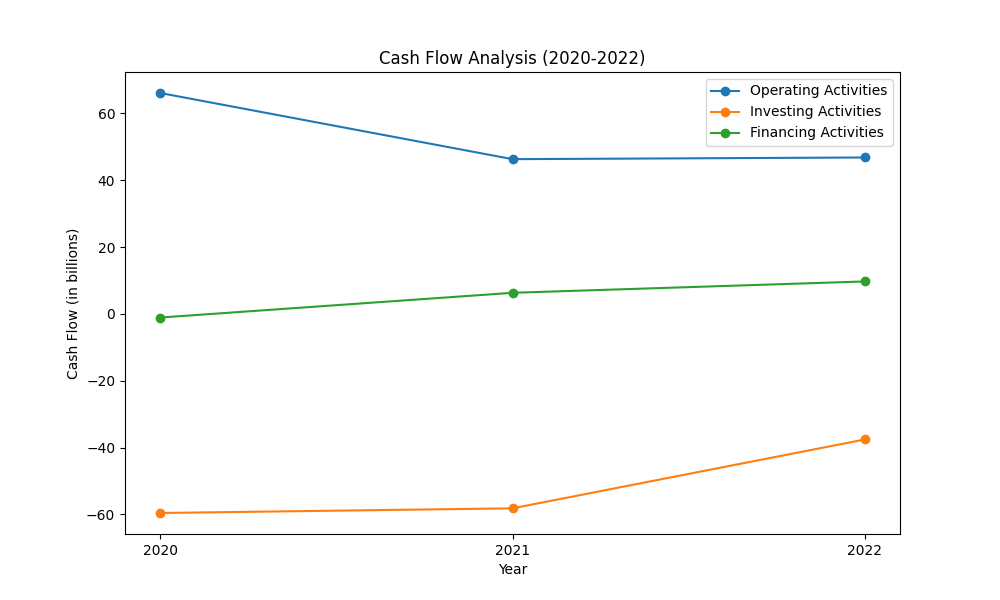 Cash Flow Analysis (2020-2022)
Operating Activities
Investing Activities
Financing Activities
Cash Flow (in billions)
60
40
20
0
−20
−40
−60
2020
2021
2022
Year